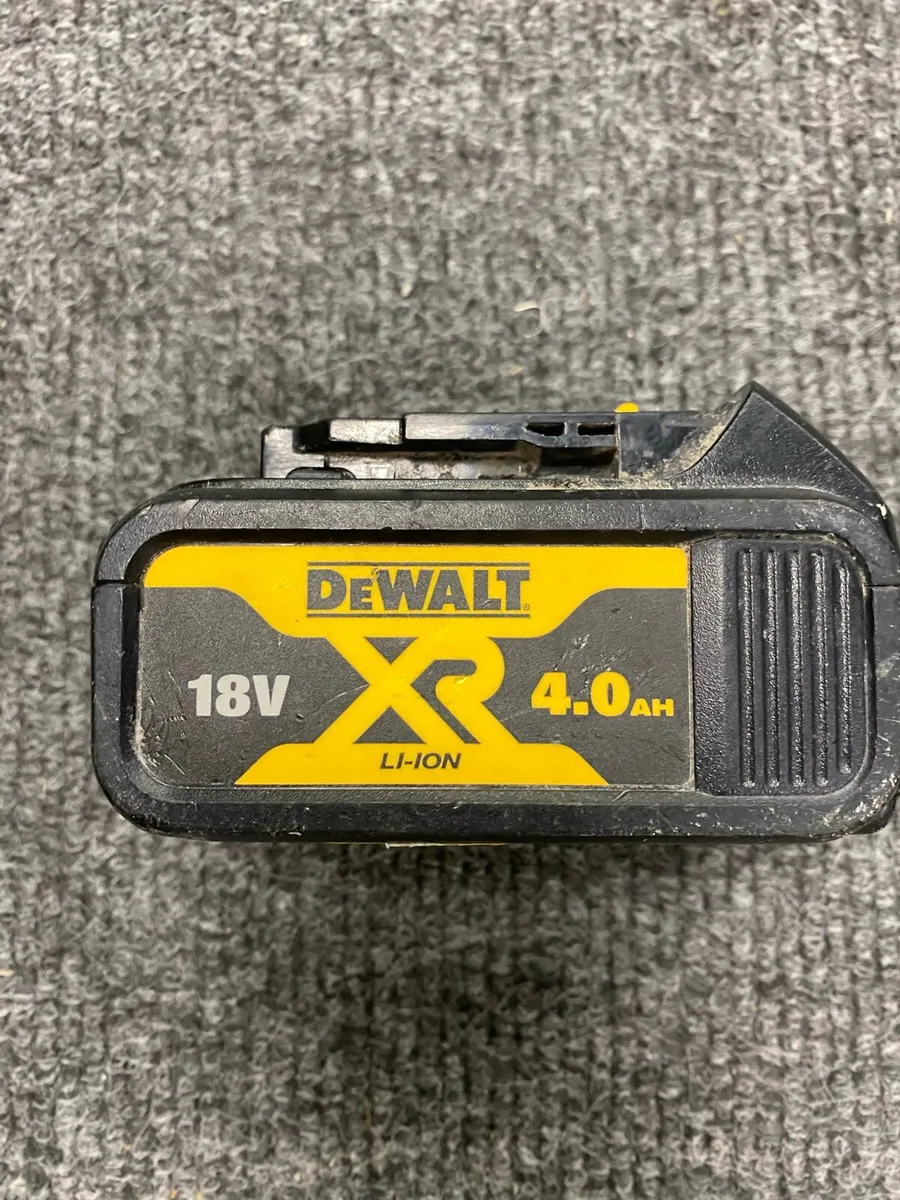 DEWALT®
XR
18V
4.0AH
LI-ION